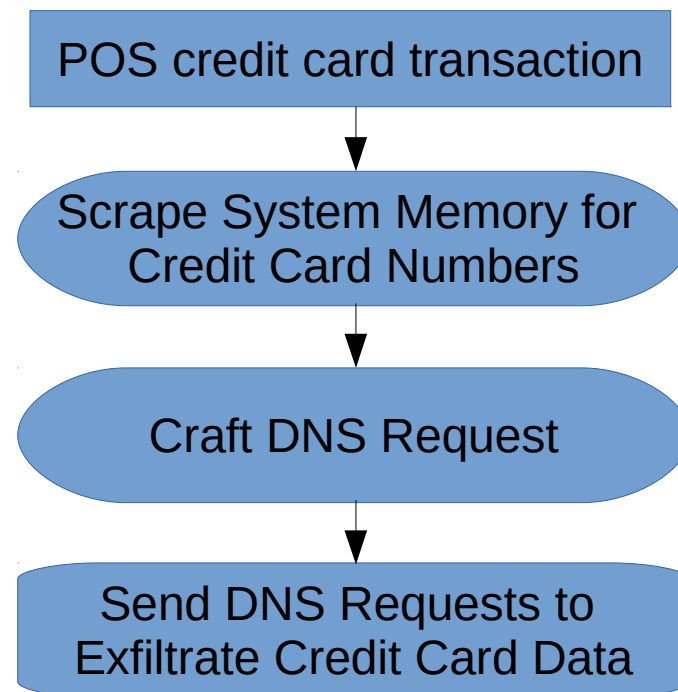 POS credit card transaction
Scrape System Memory for
Credit Card Numbers
Craft DNS Request
Send DNS Requests to
Exfiltrate Credit Card Data